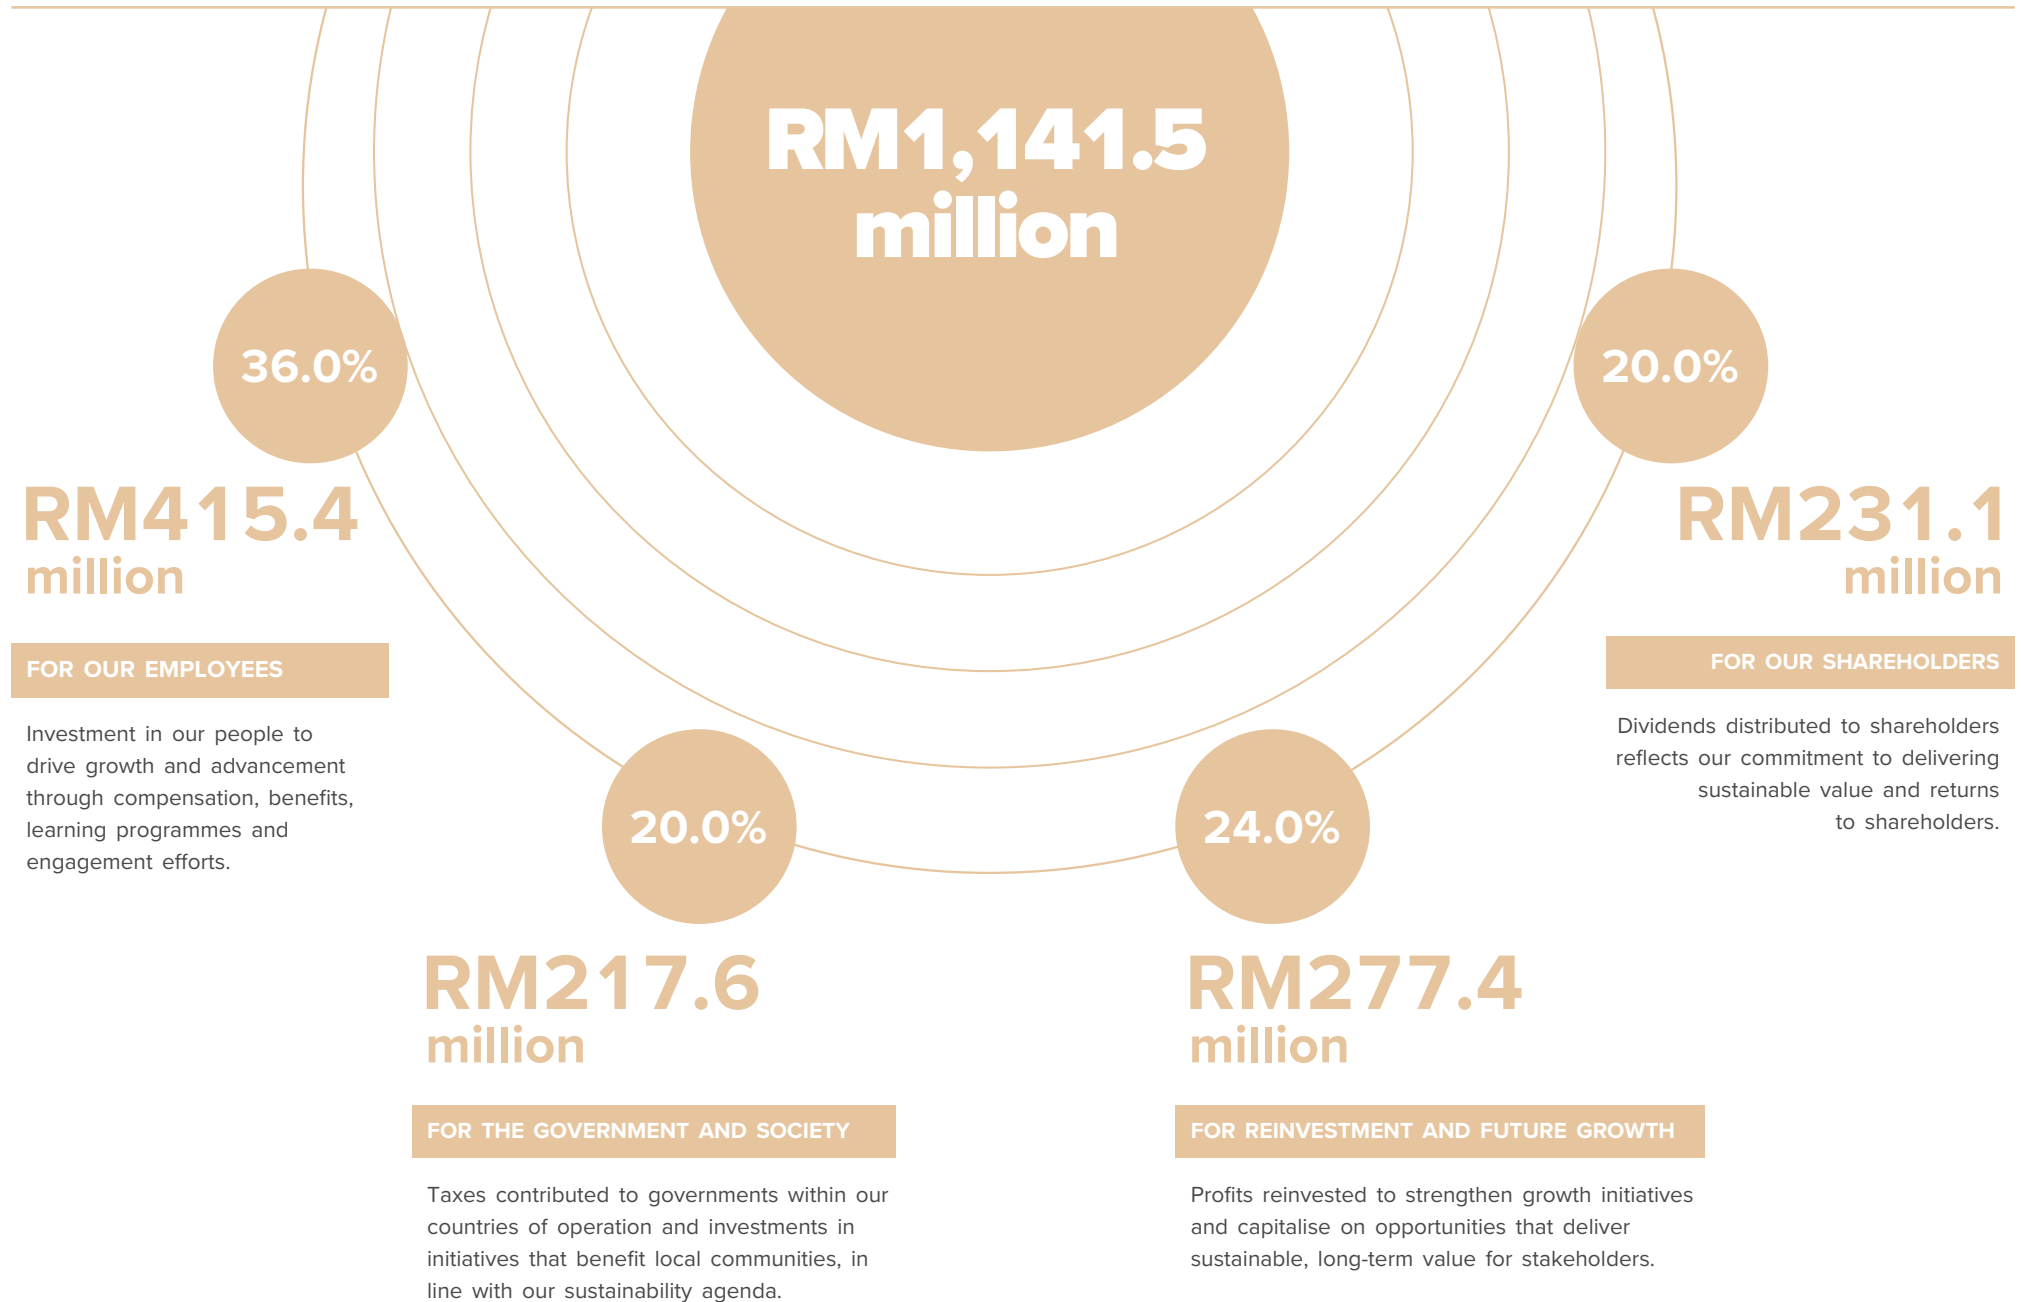 RM1,141.5
million
36.0%
RM415.4
million
FOR OUR EMPLOYEES
Investment in our people to
drive growth and advancement
through compensation, benefits,
learning programmes and
engagement efforts.
20.0%
RM217.6
million
FOR THE GOVERNMENT AND SOCIETY
Taxes contributed to governments within our
countries of operation and investments in
initiatives that benefit local communities, in
line with our sustainability agenda.
24.0%
RM277.4
million
FOR REINVESTMENT AND FUTURE GROWTH
Profits reinvested to strengthen growth initiatives
and capitalise on opportunities that deliver
sustainable, long-term value for stakeholders.
20.0%
RM231.1
million
FOR OUR SHAREHOLDERS
Dividends distributed to shareholders
reflects our commitment to delivering
sustainable value and returns
to shareholders.